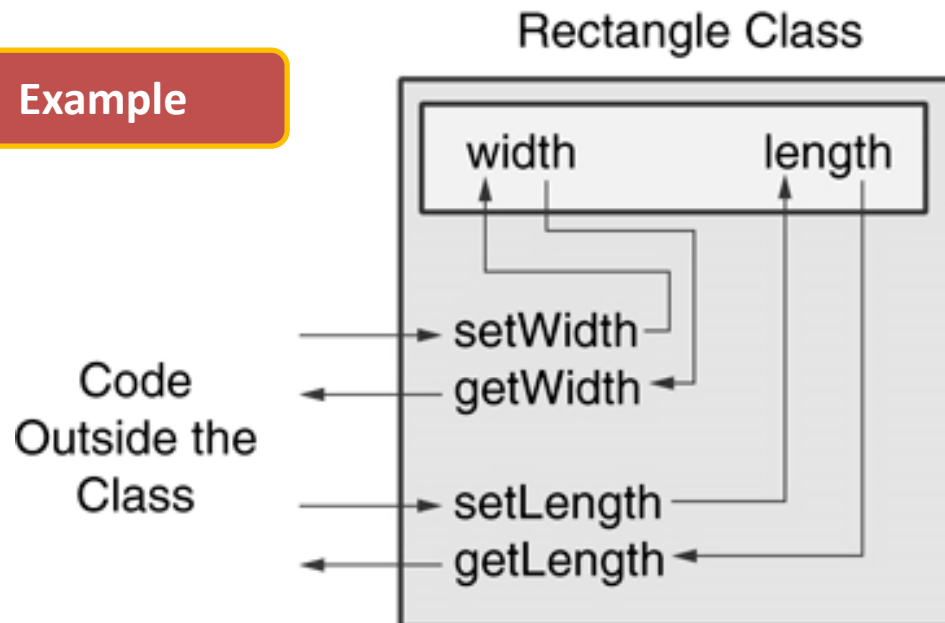 Rectangle Class
Example
width length
setWidth
getWidth
Code
Outside the
Class
setLength
getLength